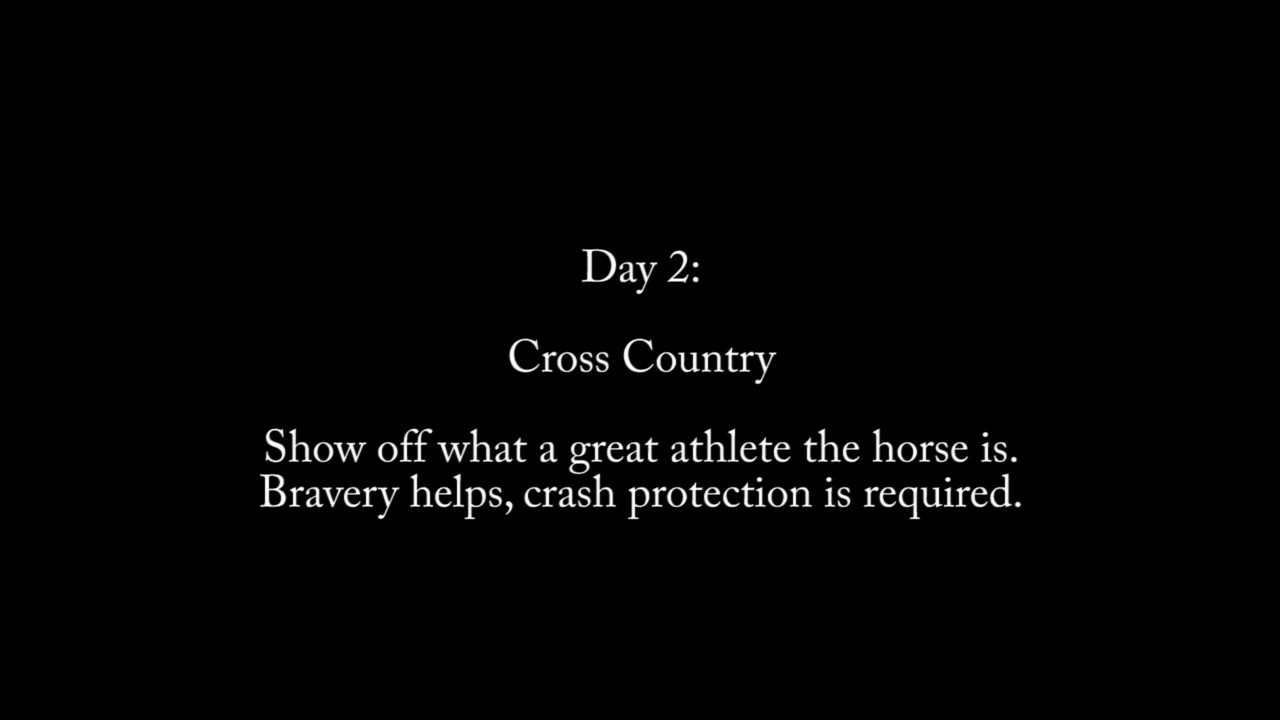 Day 2:
Cross Country
Show off what a great athlete the horse is.
Bravery helps, crash protection is required.